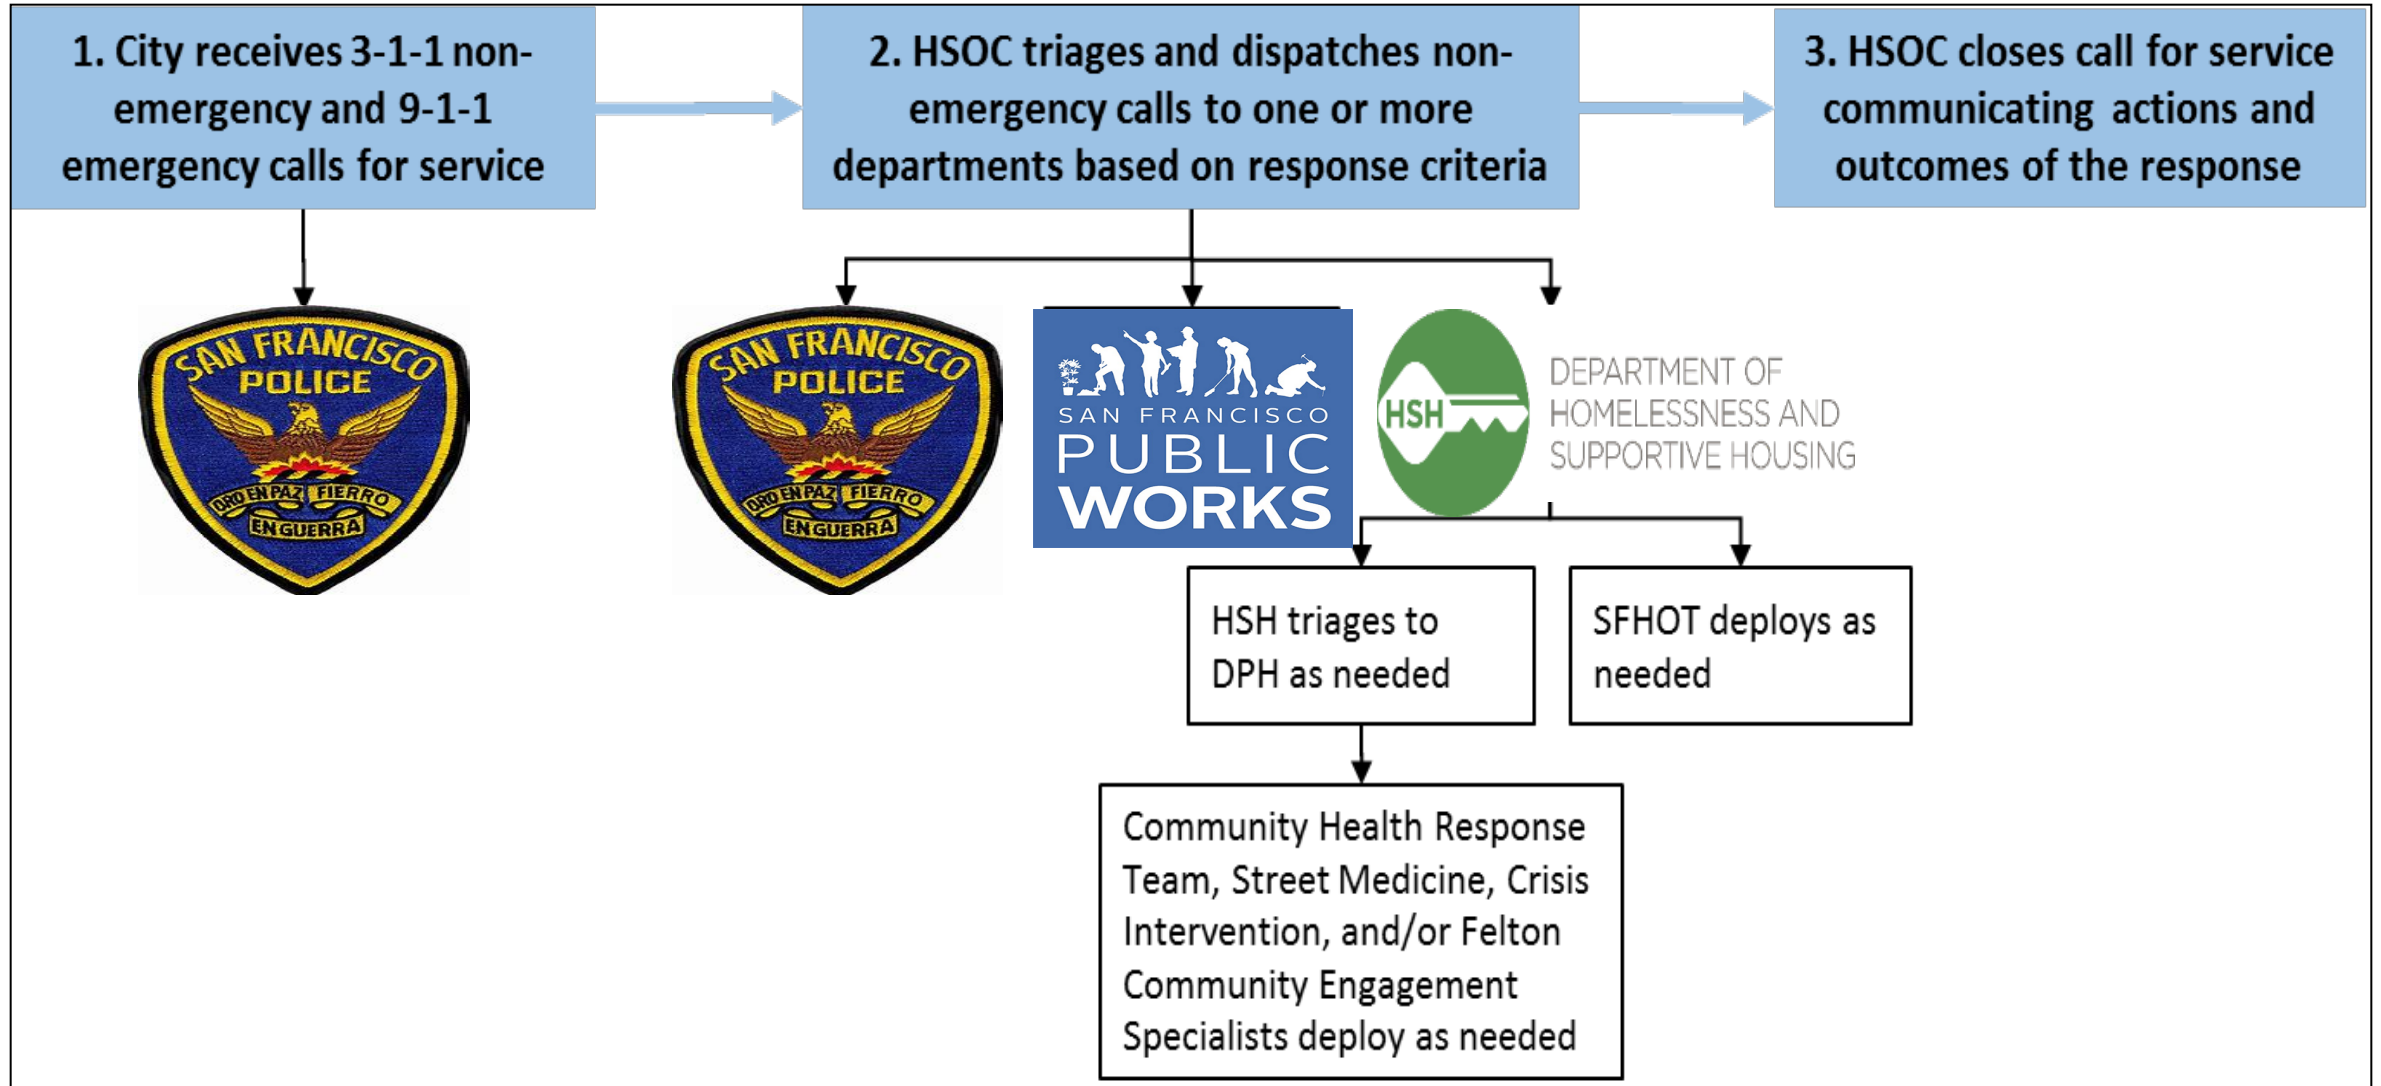 1. City receives 3-1-1 non-
emergency and 9-1-1
emergency calls for service
2. HSOC triages and dispatches non-
emergency calls to one or more
departments based on response criteria
3. HSOC closes call for service
communicating actions and
outcomes of the response
SAN FRANCISCO
POLICE
ORO EN PAZ FIERRO
EN GUERRA
SAN FRANCISCO
POLICE
ORO EN PAZ FIERRO
EN GUERRA
SAN FRANCISCO
PUBLIC
WORKS
HSH
DEPARTMENT OF
HOMELESSNESS AND
SUPPORTIVE HOUSING
HSH triages to
DPH as needed
SFHOT deploys as
needed
Community Health Response
Team, Street Medicine, Crisis
Intervention, and/or Felton
Community Engagement
Specialists deploy as needed